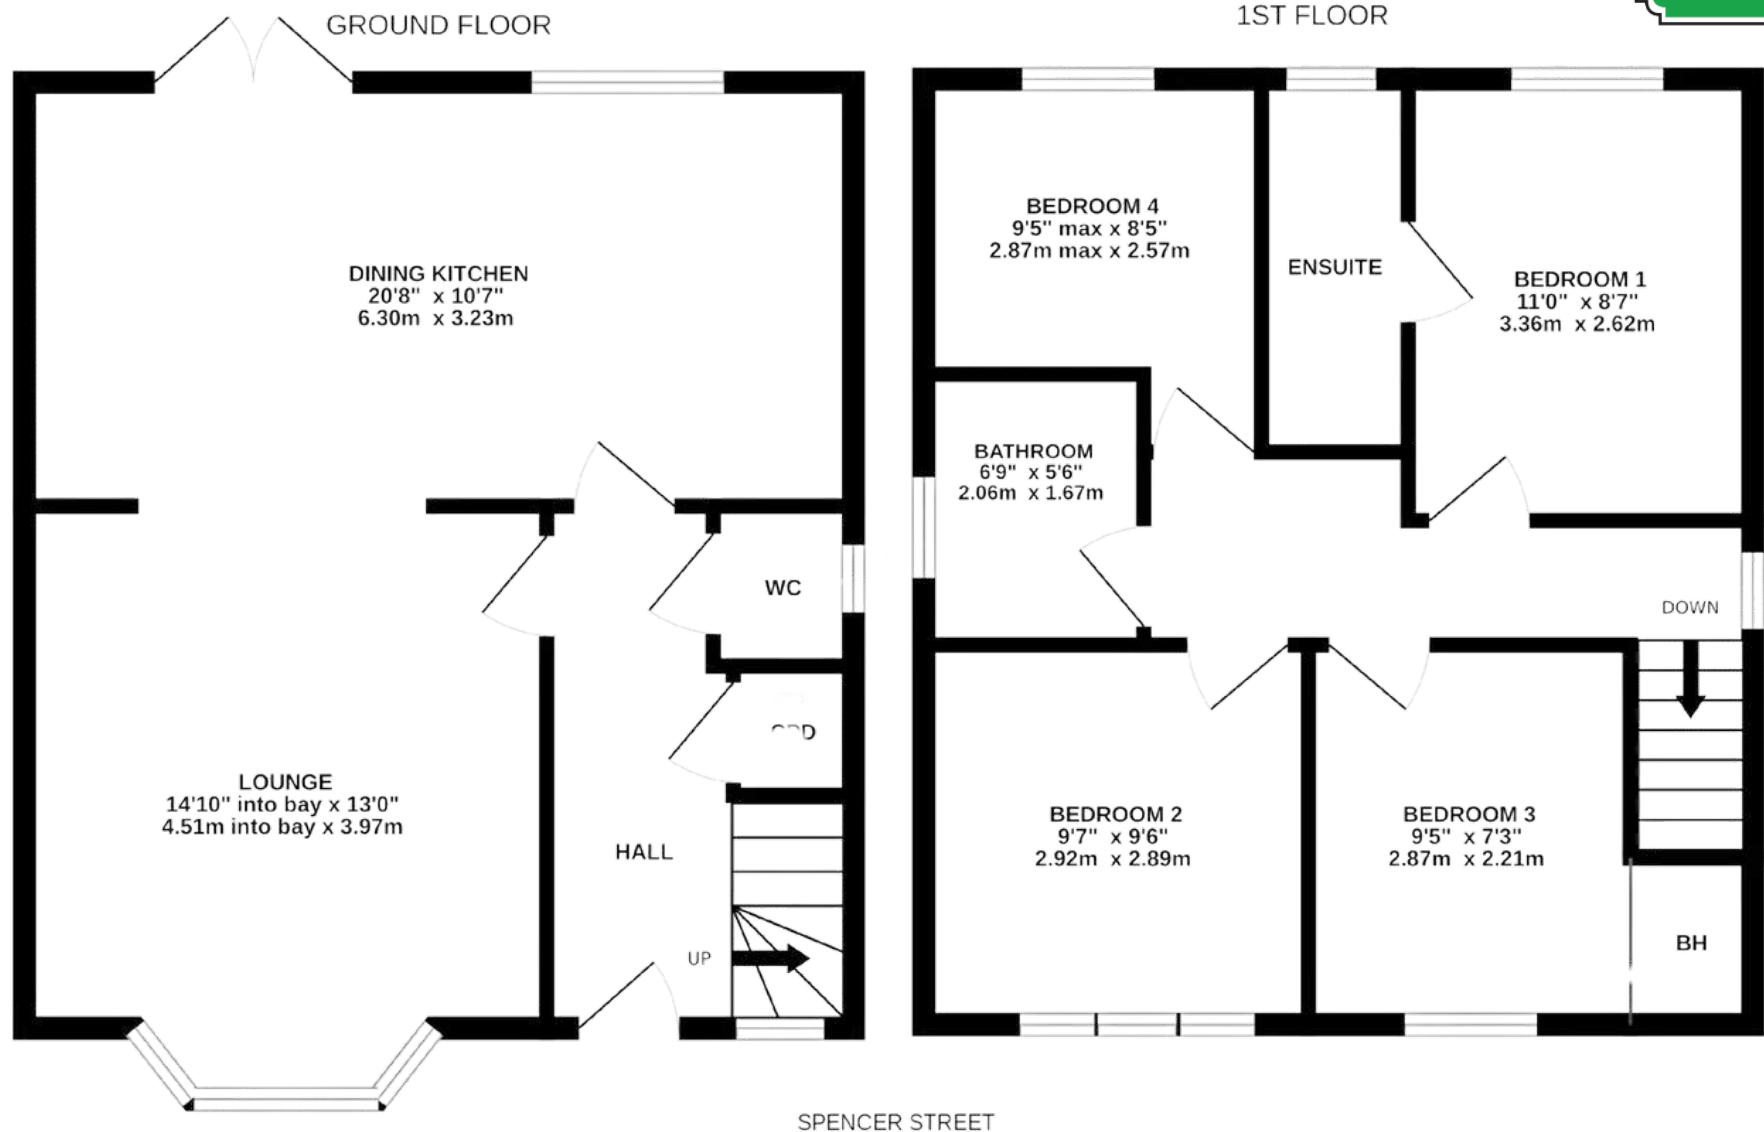 GROUND FLOOR
DINING KITCHEN
20'8" x 10'7"
6.30m x 3.23m
LOUNGE
14'10" into bay x 13'0"
4.51m into bay x 3.97m
WC
HALL
UP
1ST FLOOR
BEDROOM 4
9'5" max x 8'5"
2.87m max x 2.57m
ENSUITE
BEDROOM 1
11'0" x 8'7"
3.36m x 2.62m
BATHROOM
6'9" x 5'6"
2.06m x 1.67m
DOWN
BEDROOM 2
9'7" x 9'6"
2.92m x 2.89m
BEDROOM 3
9'5" x 7'3"
2.87m x 2.21m
BH
SPENCER STREET